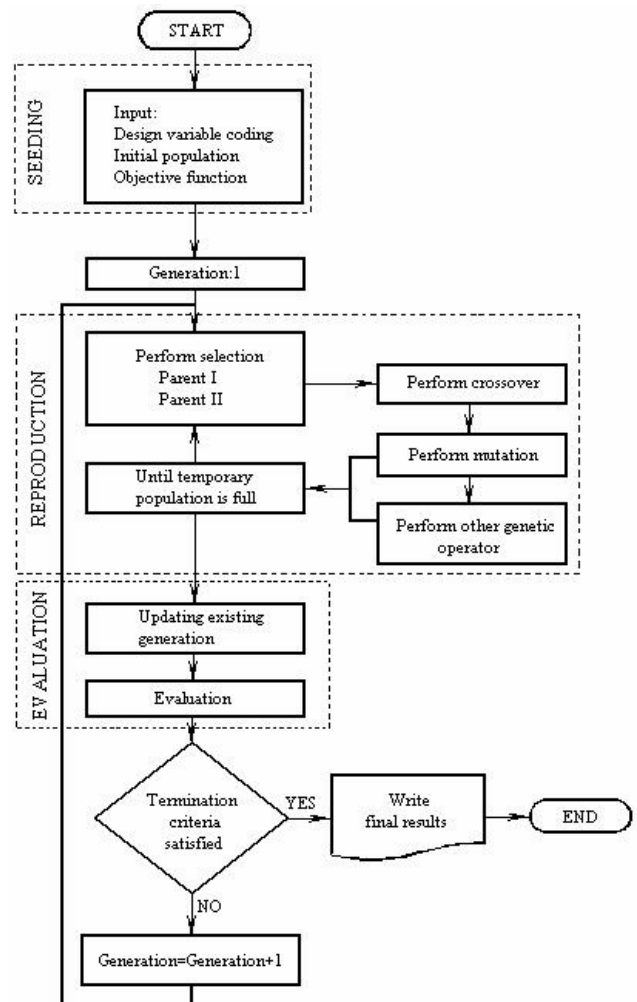 START
SEEDING
Input:
Design variable coding
Initial population
Objective function
Generation:1
REPRODUCTION
Perform selection
Parent I
Parent II
Perform crossover
Perform mutation
Perform other genetic
operator
Until temporary
population is full
EVALUATION
Updating existing
generation
Evaluation
Termination
criteria
satisfied
YES
Write
final results
END
NO
Generation=Generation+1